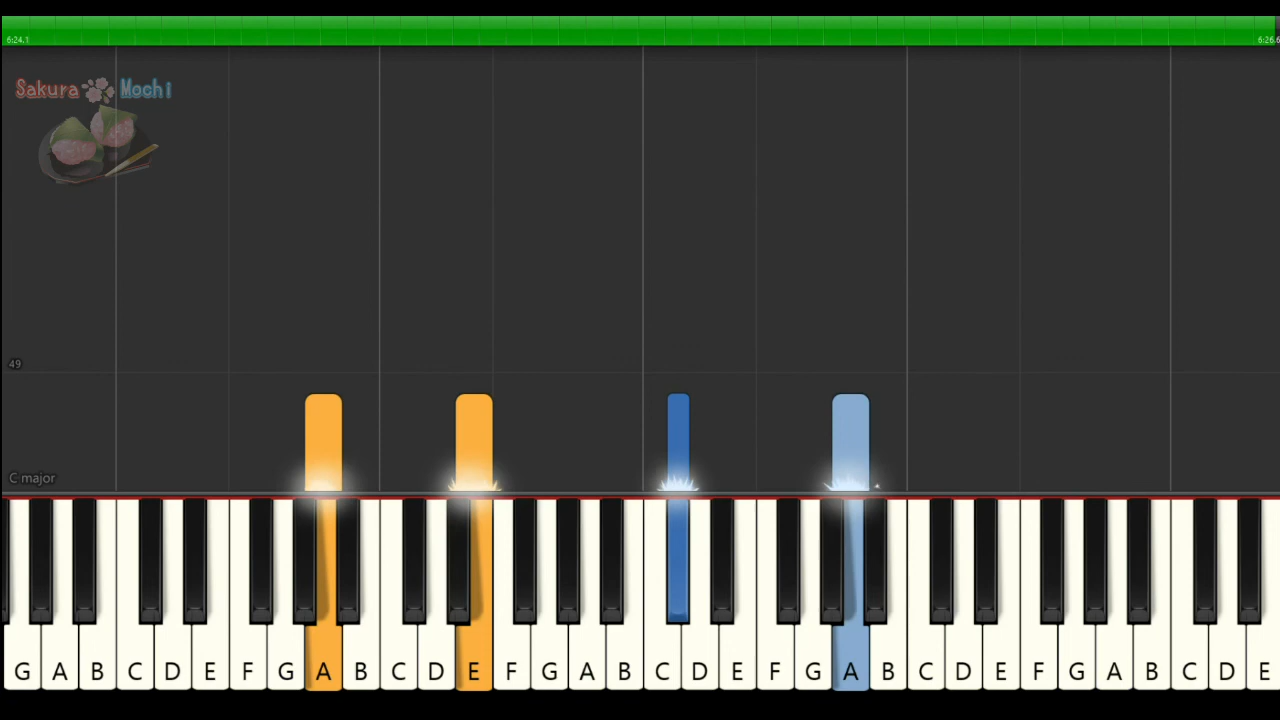 6:24.1 6:26.6
Sakura Mochi
49
C major
G A B C D E F G A B C D E F G A B C D E F G A B C D E F G A B C D E